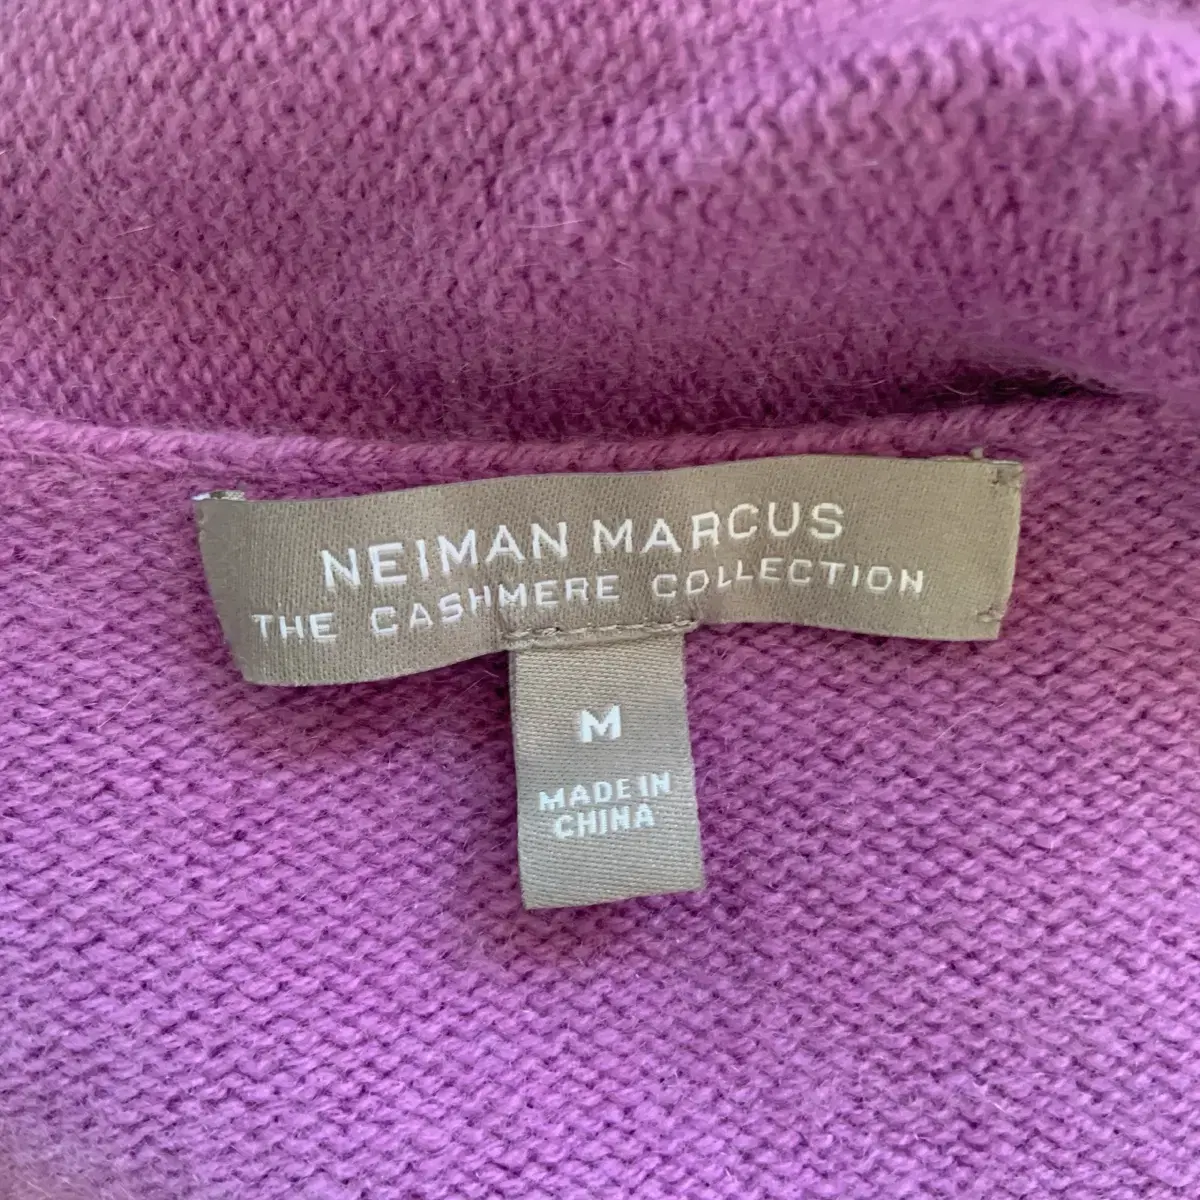 NEIMAN MARCUS
THE CASHMERE COLLECTION
M
MADE IN
CHINA